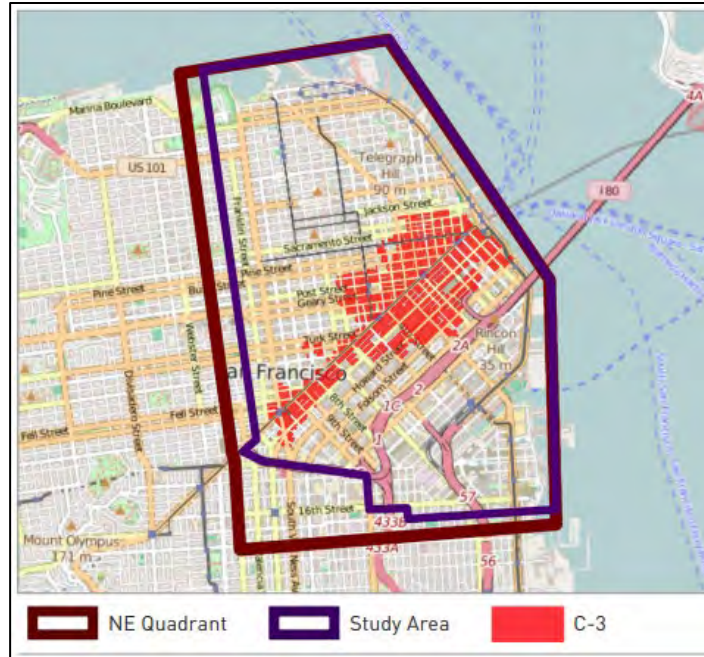 4A
Marina Boulevard
Telegraph
Hill
90 m
US 101
I 80
Jackson Street
Franklin Street
Sacramento Street
Pine Street
Pine Street
Post Street
Geary Street
Turk Street
Rincon
Hill
35 m
2A
Webster Street
an Francisco
Howard Street
Folsom Street
2
Divisadero Street
8th Street
1C
Fell Street
Fell Street
9th Street
1
57
16th Street
Mount Olympus
171 m
433B
433A
56
NE Quadrant
Study Area
C-3